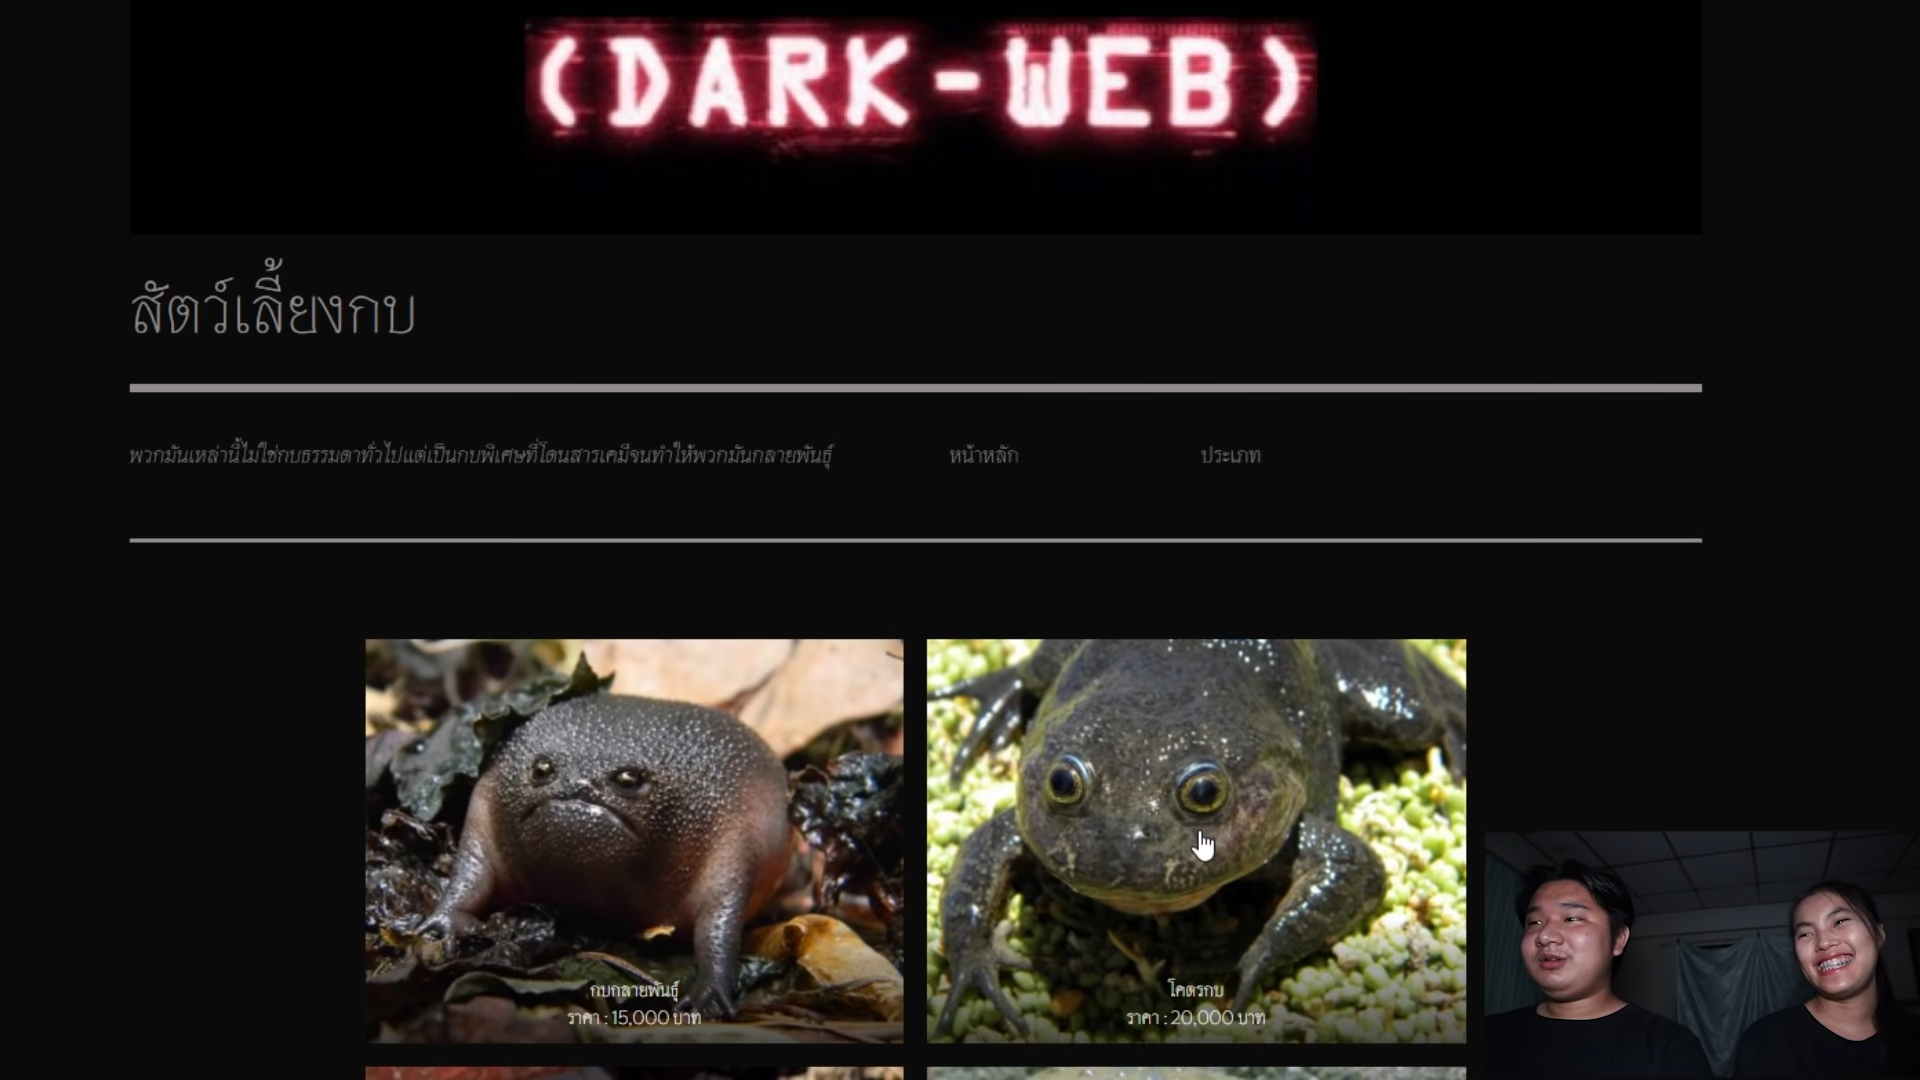 (DARK-WEB)
สัตว์เลี้ยงกบ
พวกมันเหล่านี้ไม่ใช่กบธรรมดาทั่วไปแต่เป็นกบพิเศษที่โดนสารเคมีจนทำให้พวกมันกลายพันธุ์
หน้าหลัก
ประเภท
กบกลายพันธุ์
ราคา : 15,000 บาท
โคตรกบ
ราคา : 20,000 บาท